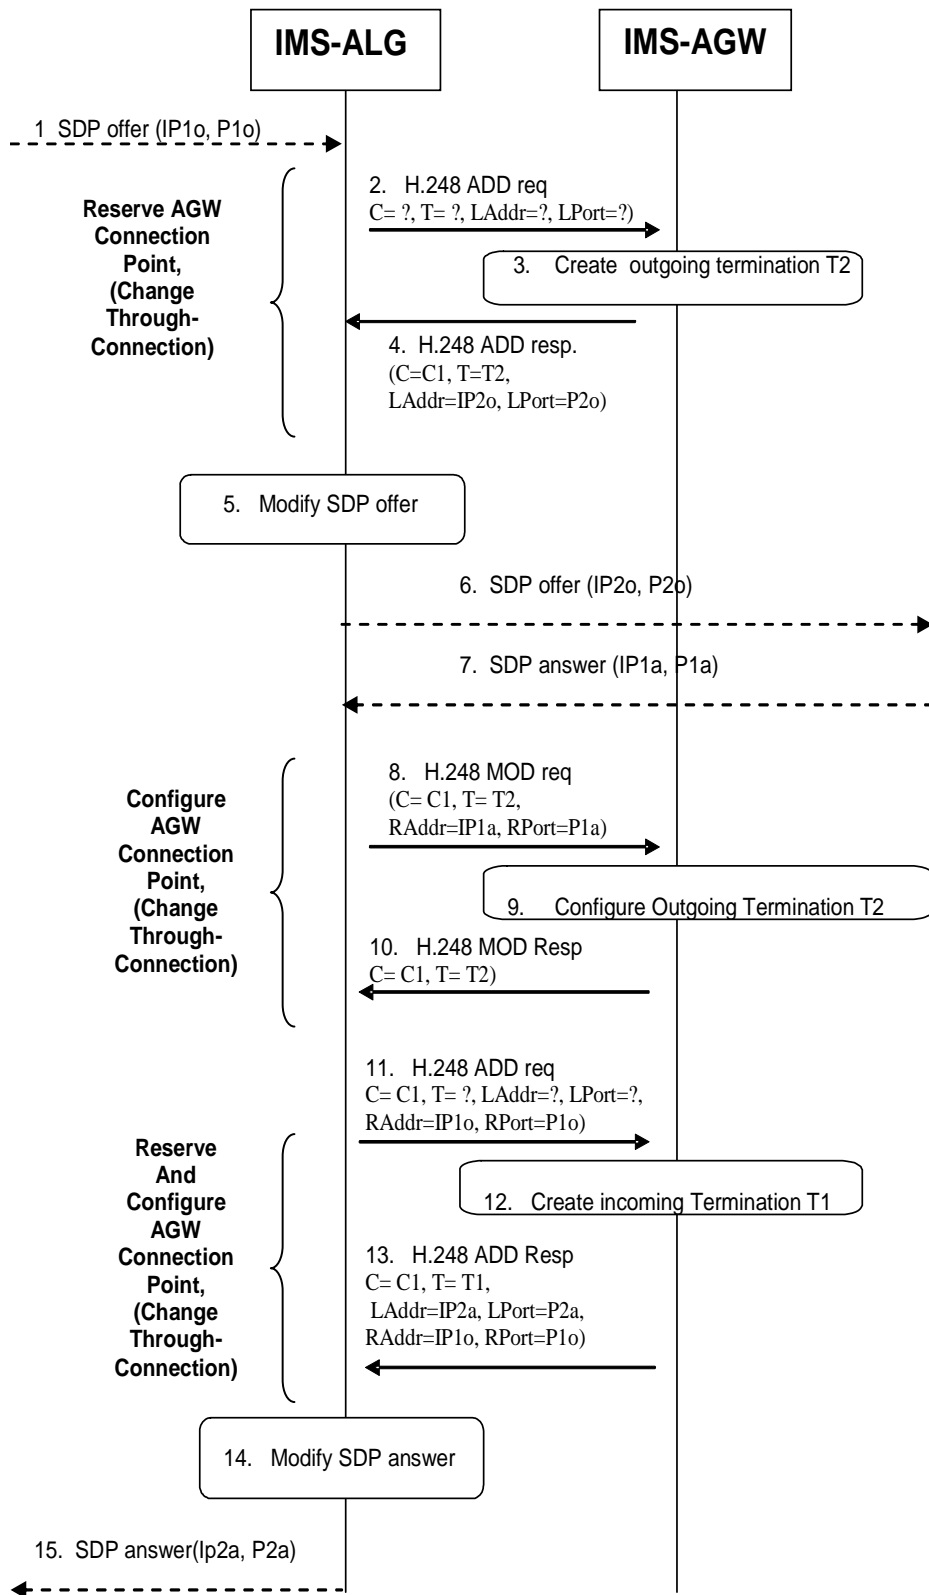 IMS-ALG
IMS-AGW
1 SDP offer (IP1o, P1o)
Reserve AGW
Connection
Point,
(Change
Through-
Connection)
2. H.248 ADD req
C= ?, T= ?, LAddr=?, LPort=?)
3. Create outgoing termination T2
4. H.248 ADD resp.
(C=C1, T=T2,
LAddr=IP2o, LPort=P2o)
5. Modify SDP offer
6. SDP offer (IP2o, P2o)
7. SDP answer (IP1a, P1a)
Configure
AGW
Connection
Point,
(Change
Through-
Connection)
8. H.248 MOD req
(C= C1, T= T2,
RAddr=IP1a, RPort=P1a)
9. Configure Outgoing Termination T2
10. H.248 MOD Resp
C= C1, T= T2)
11. H.248 ADD req
C= C1, T= ?, LAddr=?, LPort=?,
RAddr=IP1o, RPort=P1o)
Reserve
And
Configure
AGW
Connection
Point,
(Change
Through-
Connection)
12. Create incoming Termination T1
13. H.248 ADD Resp
C= C1, T= T1,
LAddr=IP2a, LPort=P2a,
RAddr=IP1o, RPort=P1o)
14. Modify SDP answer
15. SDP answer(Ip2a, P2a)